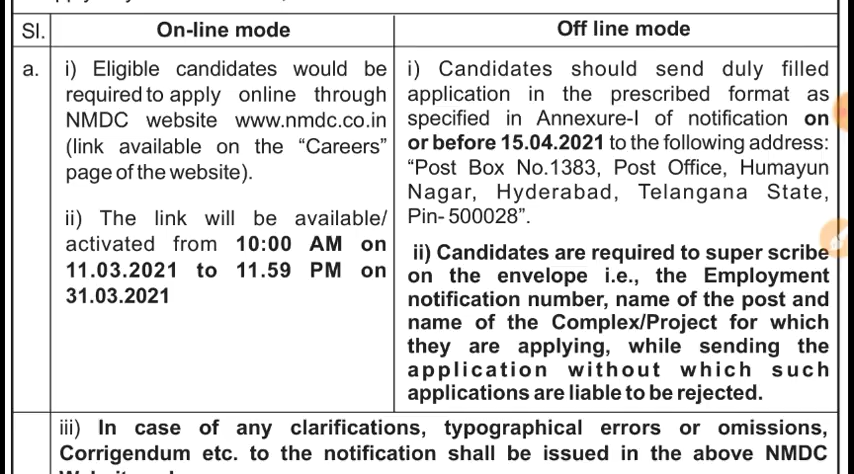 Sl.
On-line mode
Off line mode
a.
i) Eligible candidates would be
required to apply online through
NMDC website www.nmdc.co.in
(link available on the “Careers”
page of the website).
ii) The link will be available/
activated from 10:00 AM on
11.03.2021 to 11.59 PM on
31.03.2021
i) Candidates should send duly filled
application in the prescribed format as
specified in Annexure-I of notification on
or before 15.04.2021 to the following address:
“Post Box No.1383, Post Office, Humayun
Nagar, Hyderabad, Telangana State,
Pin- 500028”.
ii) Candidates are required to super scribe
on the envelope i.e., the Employment
notification number, name of the post and
name of the Complex/Project for which
they are applying, while sending the
application without which such
applications are liable to be rejected.
iii) In case of any clarifications, typographical errors or omissions,
Corrigendum etc. to the notification shall be issued in the above NMDC